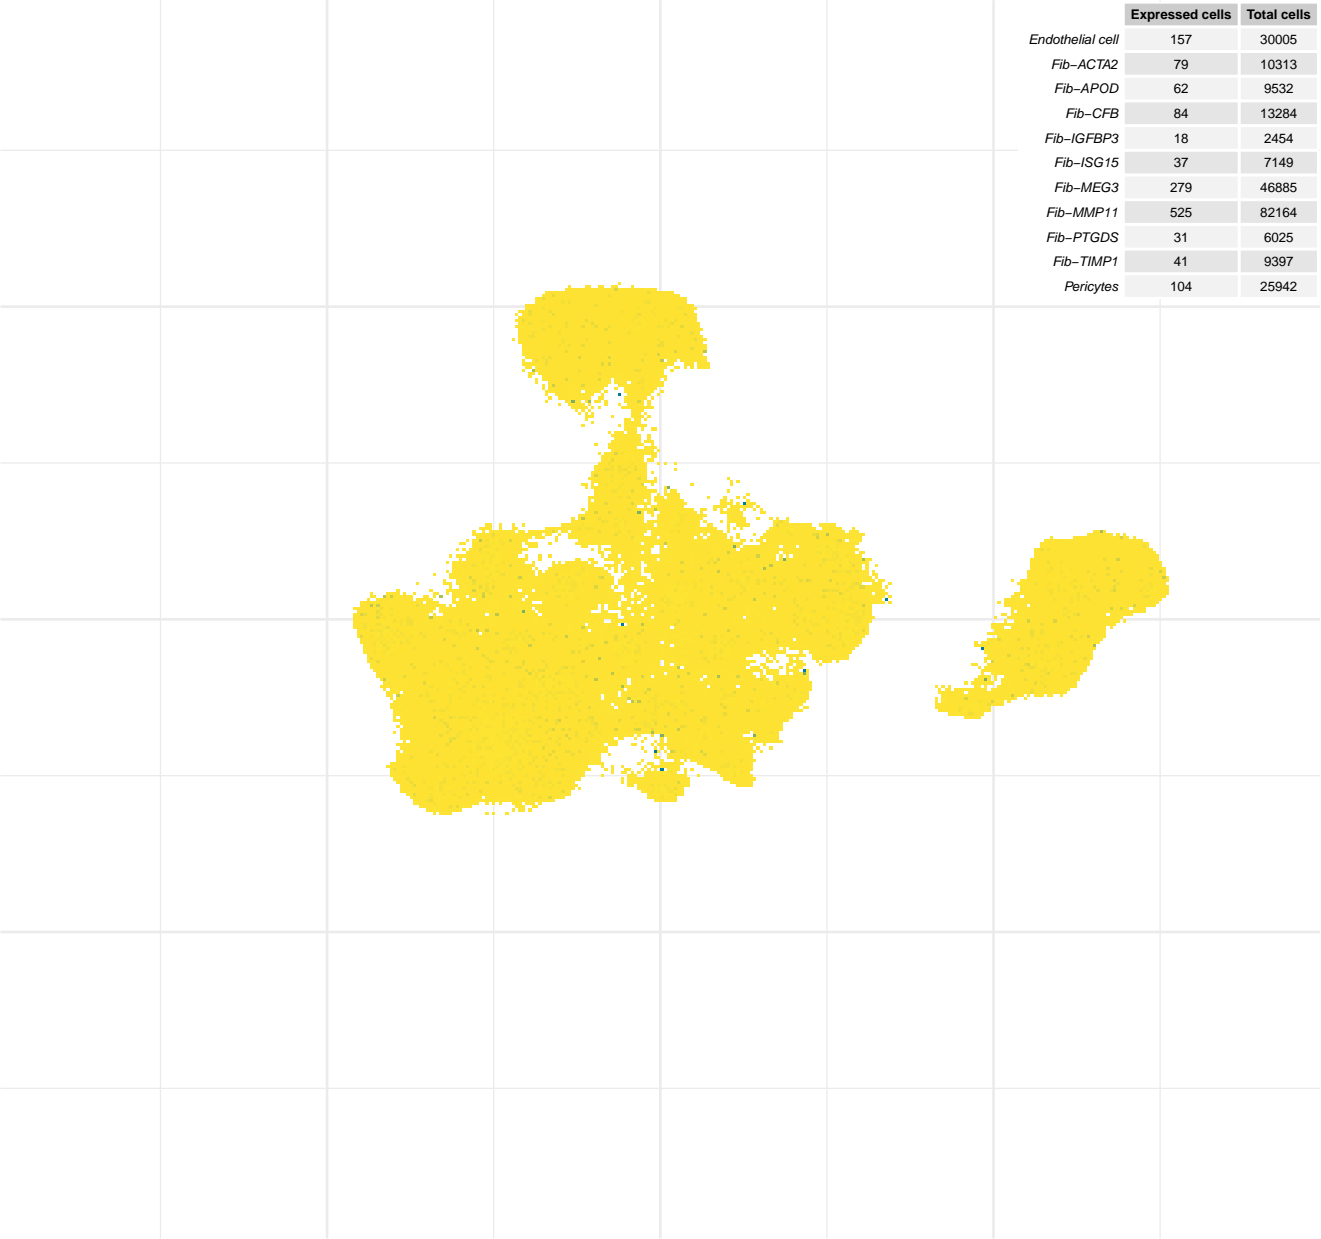 Expressed cells Total cells
Endothelial cell 157 30005
Fib−ACTA2 79 10313
Fib−APOD 62 9532
Fib−CFB 84 13284
Fib−IGFBP3 18 2454
Fib−ISG15 37 7149
Fib−MEG3 279 46885
Fib−MMP11 525 82164
Fib−PTGDS 31 6025
Fib−TIMP1 41 9397
Pericytes 104 25942